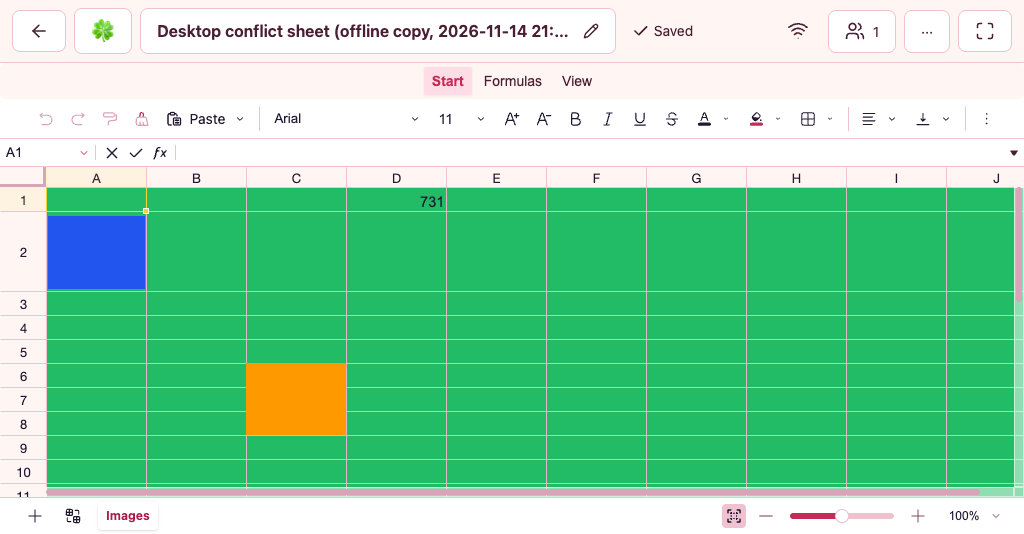 Desktop conflict sheet (offline copy, 2026-11-14 21:...
Saved
1
...
Start Formulas View
Paste Arial 11 A+ A- B I U S A
A1 fx
A B C D E F G H I J
1 731
2
3
4
5
6
7
8
9
10
11
Images 100%